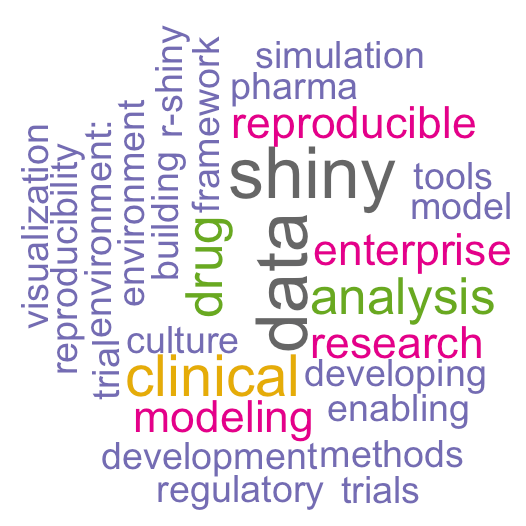 simulation
pharma
reproducible
shiny
tools
model
data
enterprise
analysis
research
developing
enabling
methods
trials
visualization
reproducibility
environment:
trial
environment
building
r-shiny
framework
drug
culture
clinical
modeling
development
regulatory